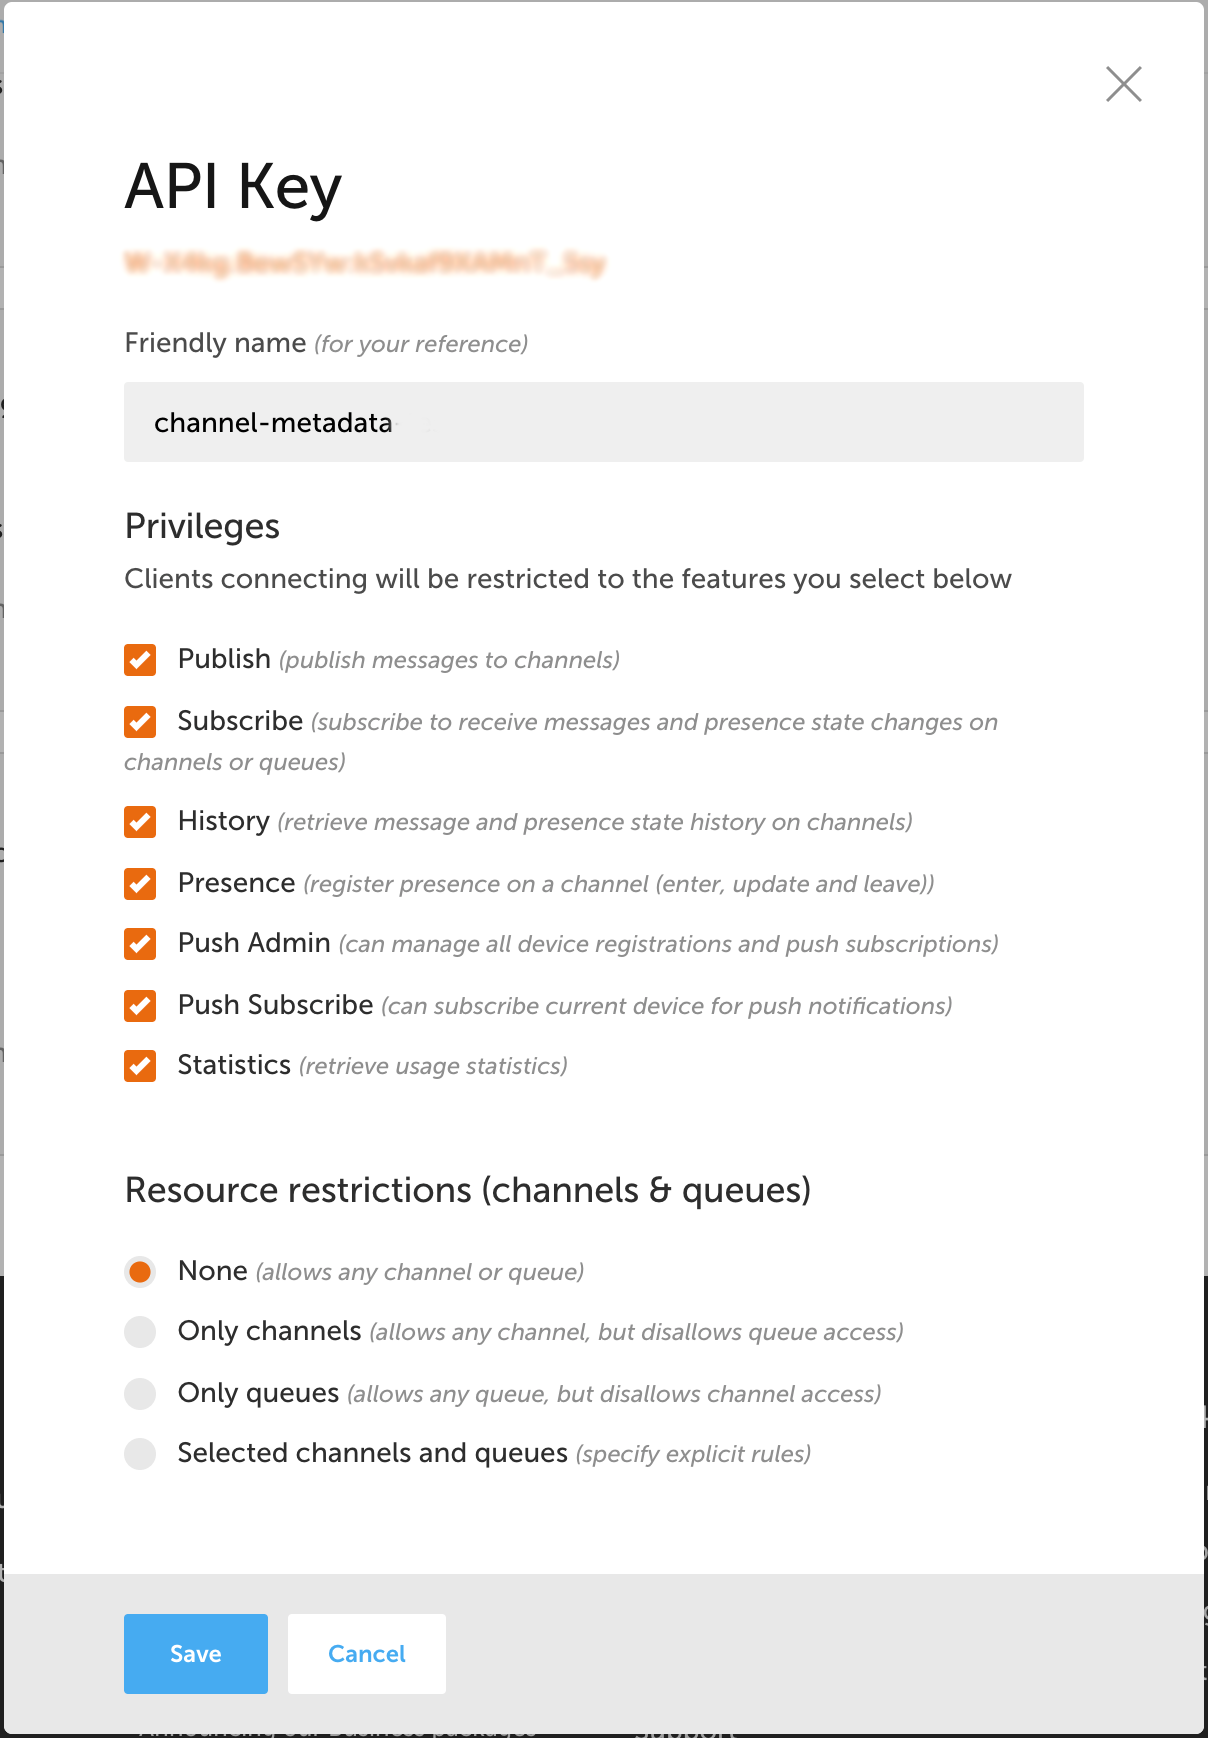 API Key
Friendly name (for your reference)
channel-metadata
Privileges
Clients connecting will be restricted to the features you select below
Publish (publish messages to channels)
Subscribe (subscribe to receive messages and presence state changes on
channels or queues)
History (retrieve message and presence state history on channels)
Presence (register presence on a channel (enter, update and leave))
Push Admin (can manage all device registrations and push subscriptions)
Push Subscribe (can subscribe current device for push notifications)
Statistics (retrieve usage statistics)
Resource restrictions (channels & queues)
None (allows any channel or queue)
Only channels (allows any channel, but disallows queue access)
Only queues (allows any queue, but disallows channel access)
Selected channels and queues (specify explicit rules)
Save Cancel